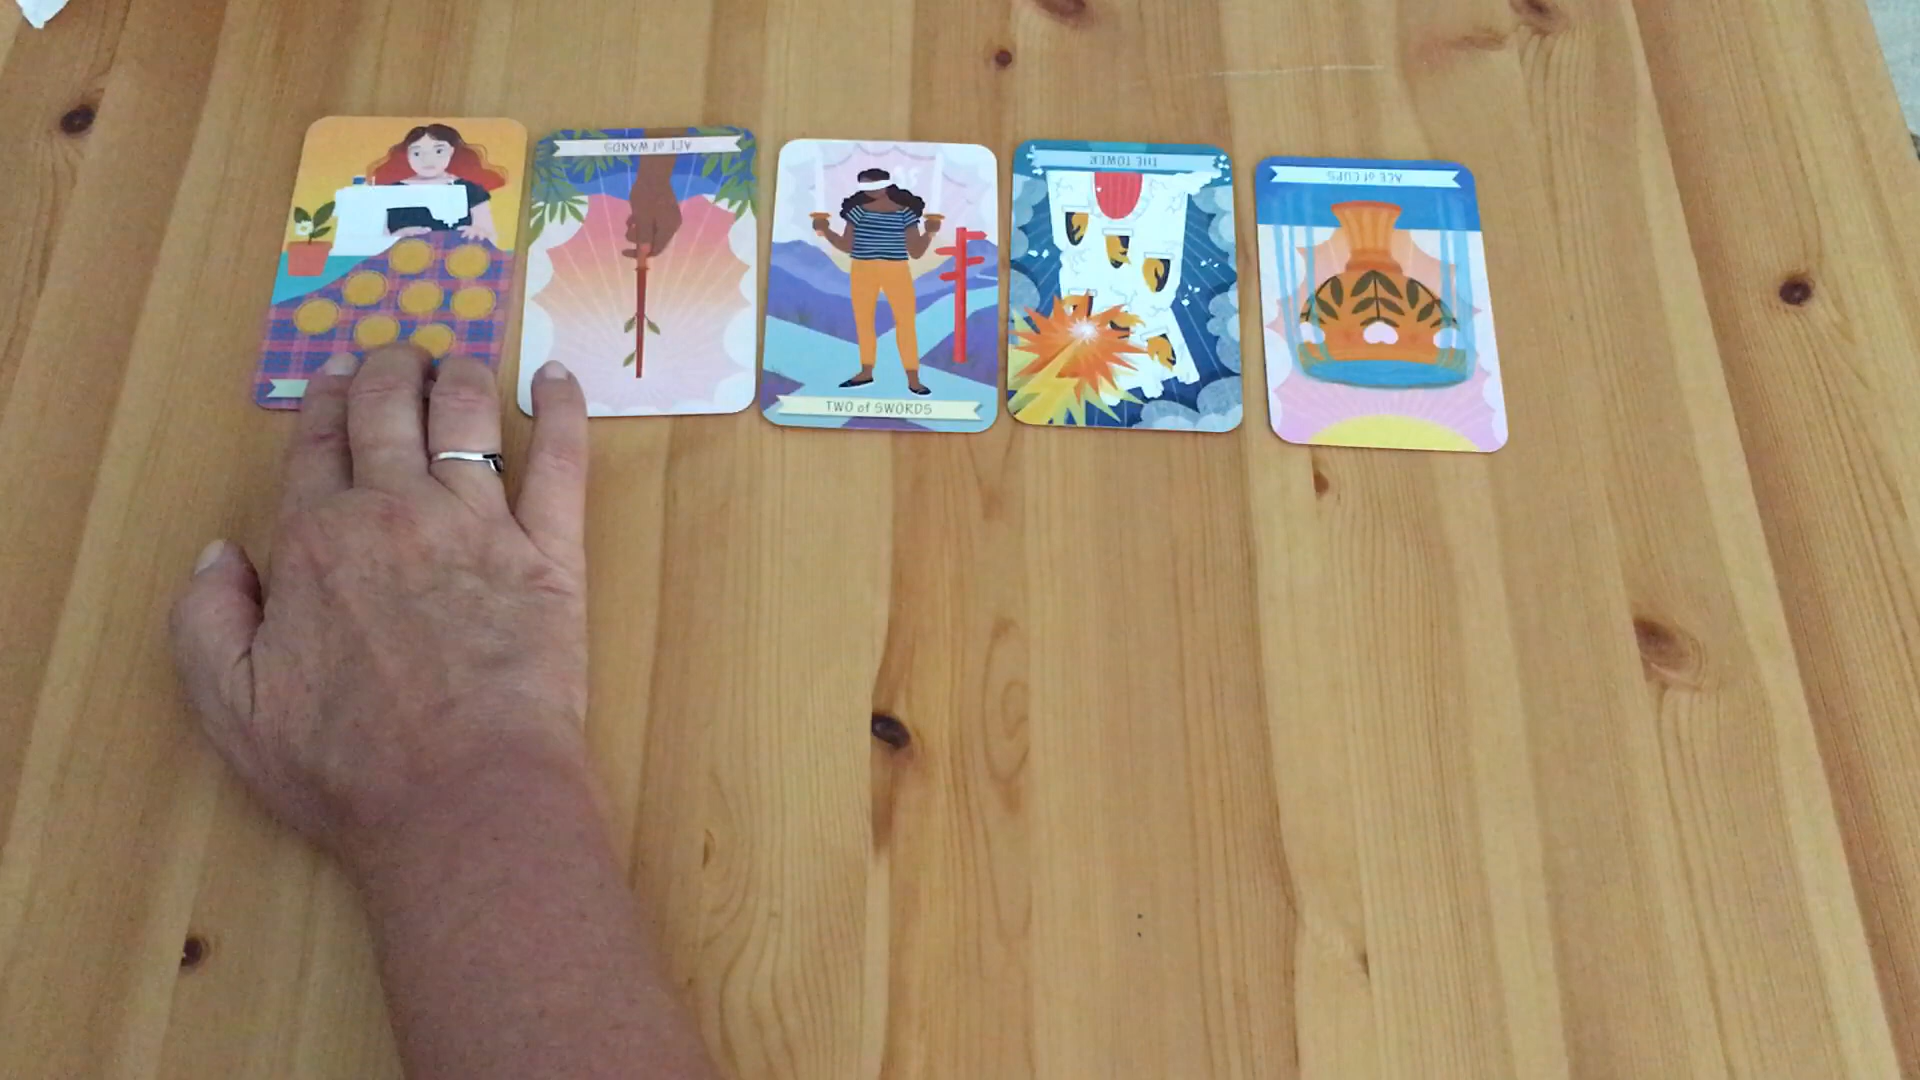 ACE of WANDS
TWO of SWORDS
THE TOWER
ACE of CUPS